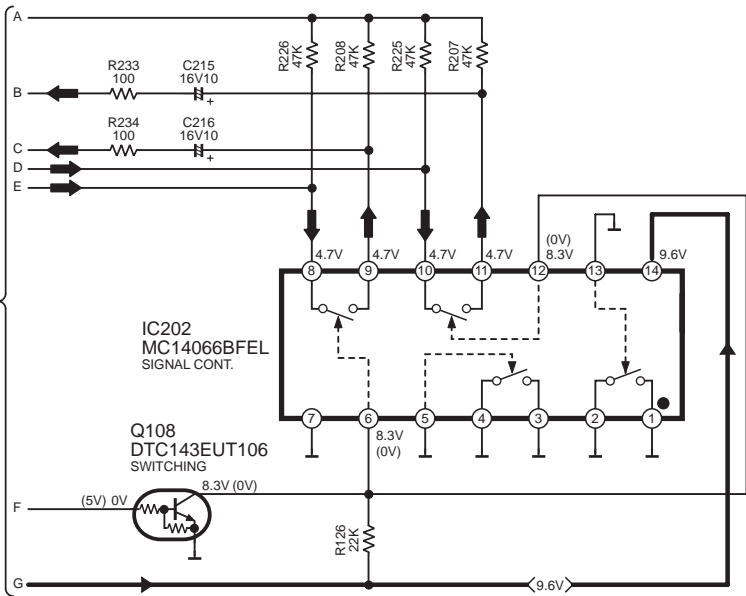 A
R226
47K
R208
47K
R225
47K
R207
47K
R233
100
C215
16V10
+
B
R234
100
C216
16V10
+
C
D
E
4.7V
4.7V
4.7V
4.7V
(0V)
8.3V
9.6V
8
9
10
11
12
13
14
IC202
MC14066BFEL
SIGNAL CONT.
7
6
5
4
3
2
1
8.3V
(0V)
Q108
DTC143EUT106
SWITCHING
8.3V (0V)
F
(5V) 0V
R126
22K
G
9.6V